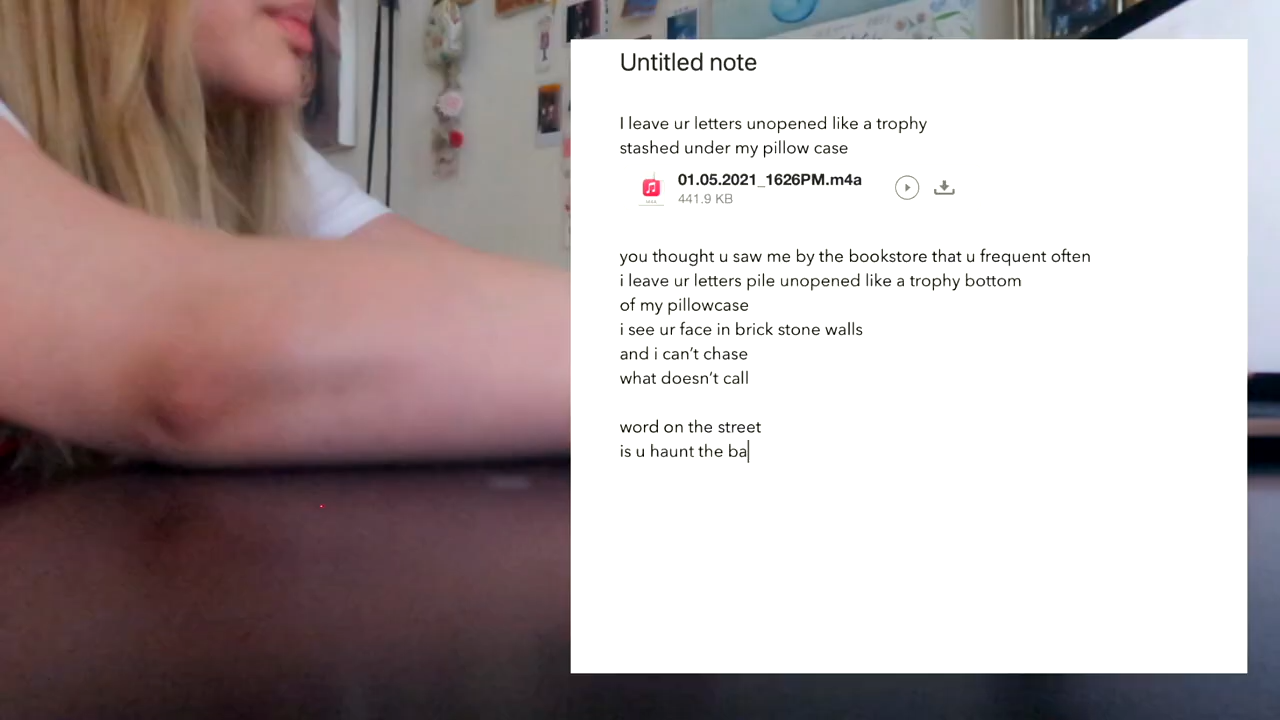 Untitled note
I leave ur letters unopened like a trophy
stashed under my pillow case
01.05.2021_1626PM.m4a
441.9 KB
you thought u saw me by the bookstore that u frequent often
i leave ur letters pile unopened like a trophy bottom
of my pillowcase
i see ur face in brick stone walls
and i can't chase
what doesn't call
word on the street
is u haunt the ba